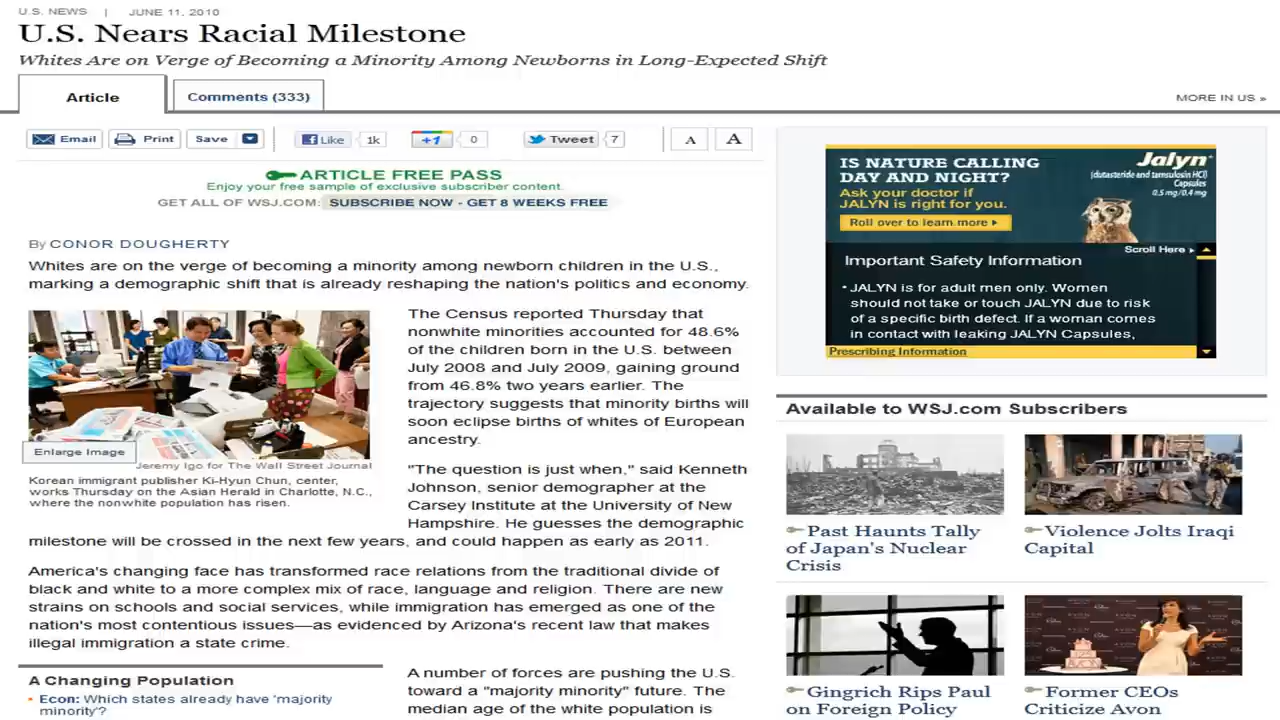 U.S. NEWS | JUNE 11, 2010
U.S. Nears Racial Milestone
Whites Are on Verge of Becoming a Minority Among Newborns in Long-Expected Shift
Article
Comments (333)
MORE IN US »
Email
Print
Save
Like
1k
+1
0
Tweet
7
A
A
ARTICLE FREE PASS
Enjoy your free sample of exclusive subscriber content.
GET ALL OF WSJ.COM: SUBSCRIBE NOW - GET 8 WEEKS FREE
By CONOR DOUGHERTY
Whites are on the verge of becoming a minority among newborn children in the U.S.,
marking a demographic shift that is already reshaping the nation's politics and economy.
Enlarge Image
Jeremy Igo for The Wall Street Journal
Korean immigrant publisher Ki-Hyun Chun, center,
works Thursday on the Asian Herald in Charlotte, N.C.,
where the nonwhite population has risen.
The Census reported Thursday that
nonwhite minorities accounted for 48.6%
of the children born in the U.S. between
July 2008 and July 2009, gaining ground
from 46.8% two years earlier. The
trajectory suggests that minority births will
soon eclipse births of whites of European
ancestry.
"The question is just when," said Kenneth
Johnson, senior demographer at the
Carsey Institute at the University of New
Hampshire. He guesses the demographic
milestone will be crossed in the next few years, and could happen as early as 2011.
America's changing face has transformed race relations from the traditional divide of
black and white to a more complex mix of race, language and religion. There are new
strains on schools and social services, while immigration has emerged as one of the
nation's most contentious issues—as evidenced by Arizona's recent law that makes
illegal immigration a state crime.
A Changing Population
• Econ: Which states already have 'majority
minority'?
A number of forces are pushing the U.S.
toward a "majority minority" future. The
median age of the white population is
IS NATURE CALLING
DAY AND NIGHT?
Ask your doctor if
JALYN is right for you.
Roll over to learn more
Jalyn
(dutasteride and tamsulosin HCl)
Capsules
0.5 mg/0.4 mg
Scroll Here
Important Safety Information
• JALYN is for adult men only. Women
should not take or touch JALYN due to risk
of a specific birth defect. If a woman comes
in contact with leaking JALYN Capsules,
Prescribing Information
Available to WSJ.com Subscribers
Past Haunts Tally
of Japan's Nuclear
Crisis
Violence Jolts Iraqi
Capital
Gingrich Rips Paul
on Foreign Policy
Former CEOs
Criticize Avon